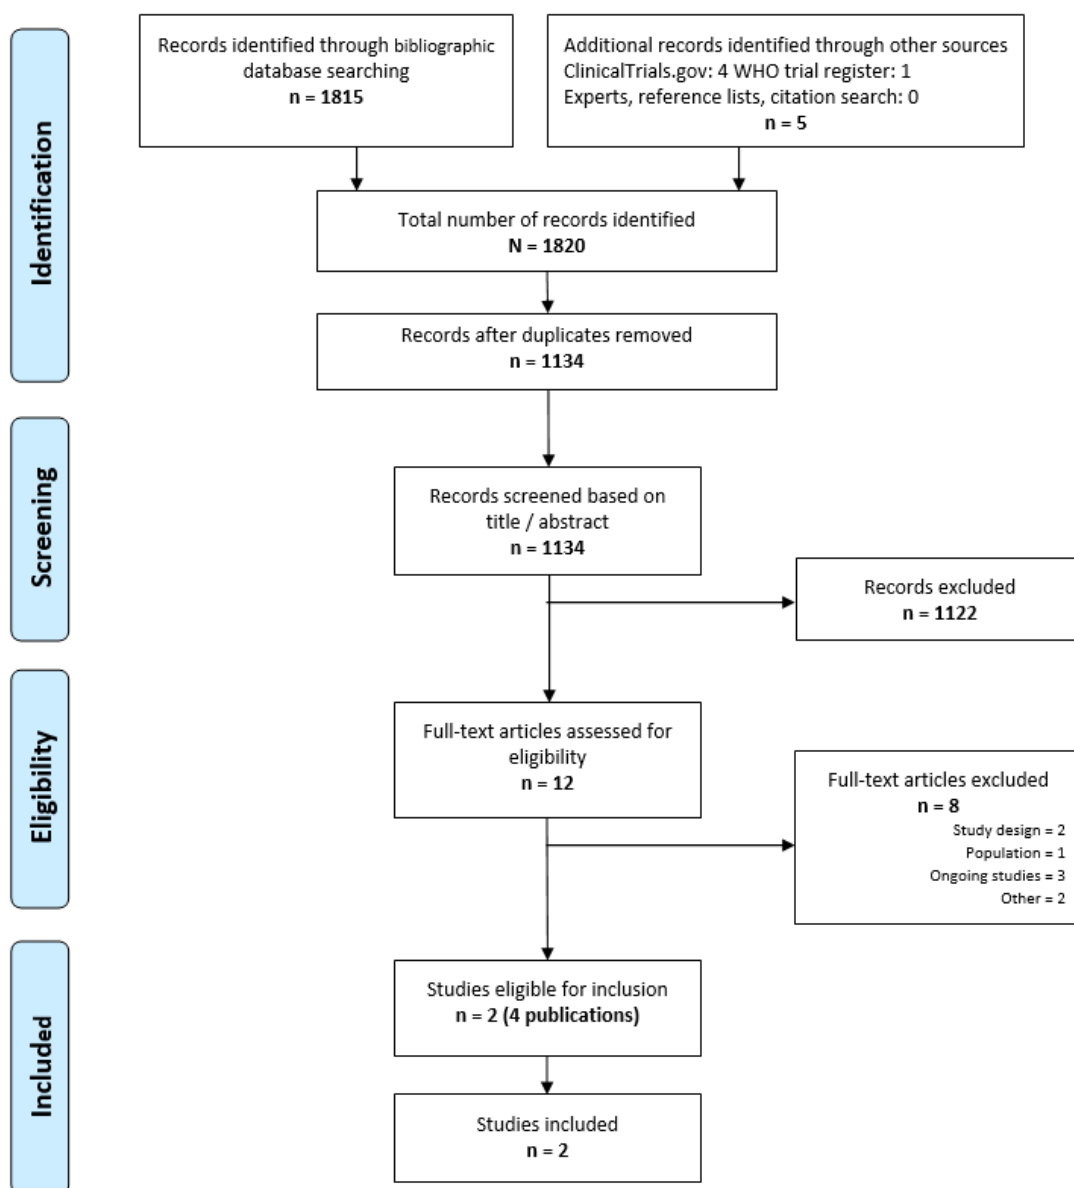 Identification
Records identified through bibliographic
database searching
n = 1815
Additional records identified through other sources
ClinicalTrials.gov: 4 WHO trial register: 1
Experts, reference lists, citation search: 0
n = 5
Total number of records identified
N = 1820
Records after duplicates removed
n = 1134
Screening
Records screened based on
title / abstract
n = 1134
Records excluded
n = 1122
Eligibility
Full-text articles assessed for
eligibility
n = 12
Full-text articles excluded
n = 8
Study design = 2
Population = 1
Ongoing studies = 3
Other = 2
Included
Studies eligible for inclusion
n = 2 (4 publications)
Studies included
n = 2